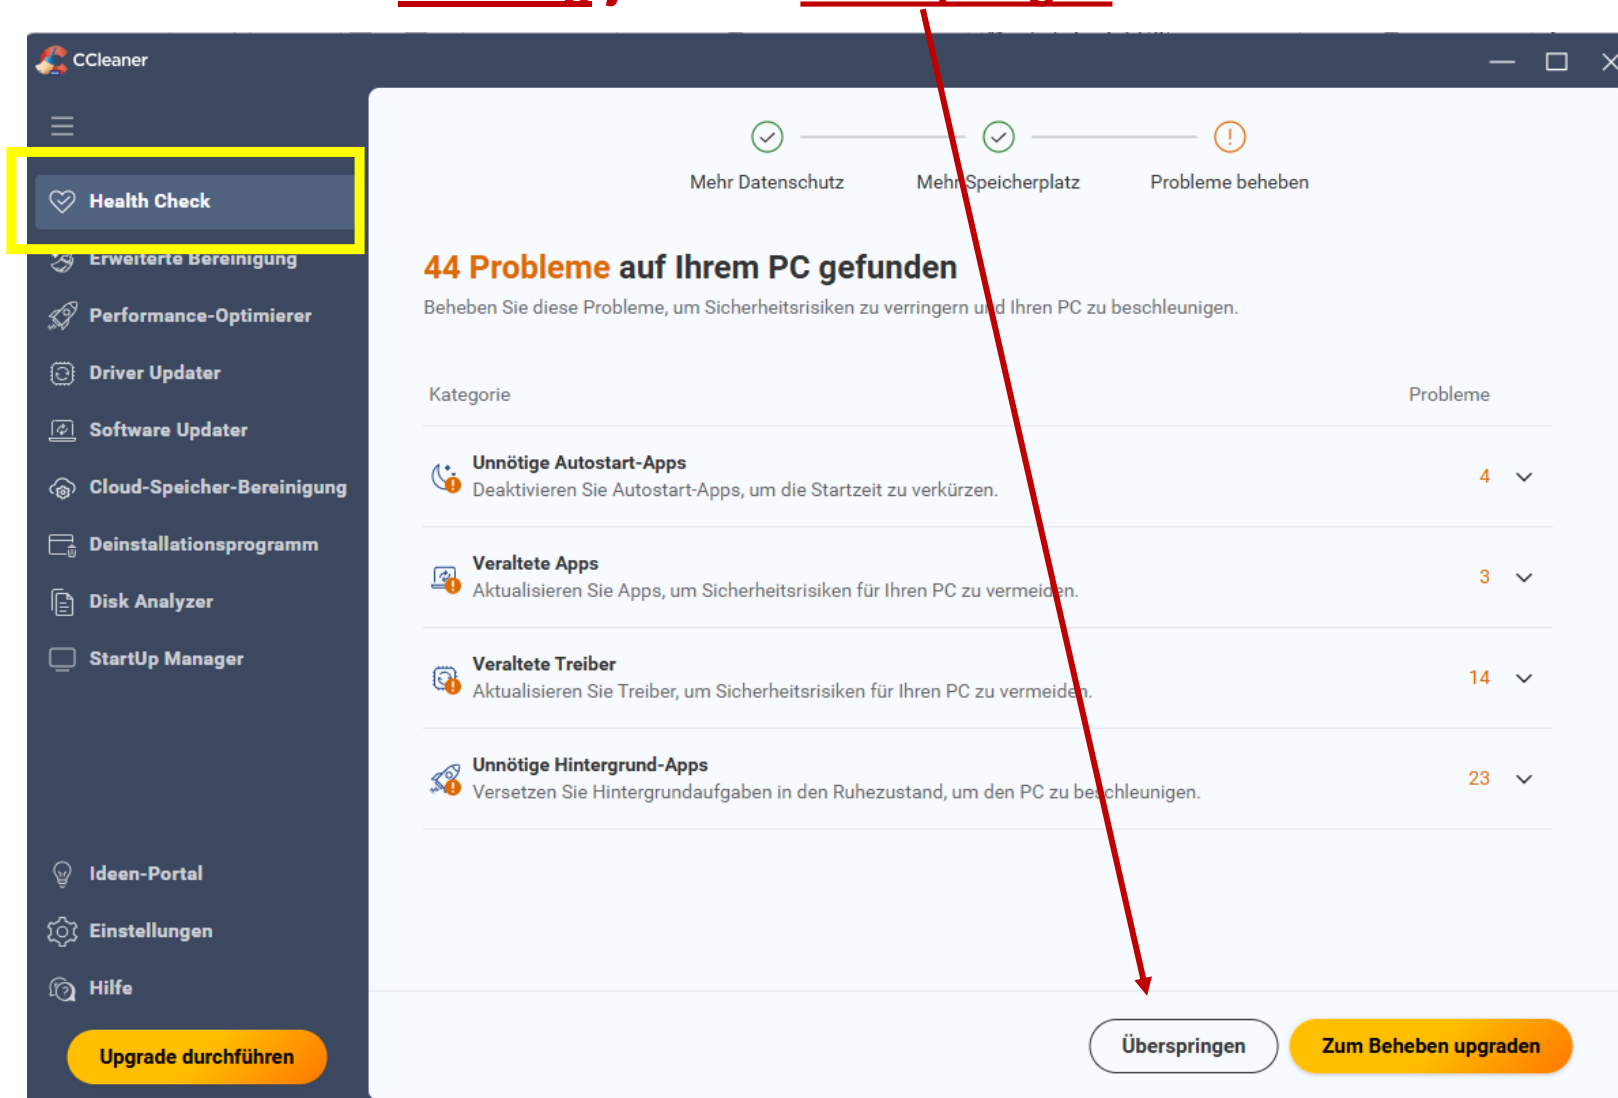 CCleaner
Mehr Datenschutz
Mehr Speicherplatz
Probleme beheben
Health Check
Erweiterte Bereinigung
Performance-Optimierer
Driver Updater
Software Updater
Cloud-Speicher-Bereinigung
Deinstallationsprogramm
Disk Analyzer
StartUp Manager
Ideen-Portal
Einstellungen
Hilfe
Upgrade durchführen
44 Probleme auf Ihrem PC gefunden
Beheben Sie diese Probleme, um Sicherheitsrisiken zu verringern und Ihren PC zu beschleunigen.
Kategorie
Probleme
Unnötige Autostart-Apps
Deaktivieren Sie Autostart-Apps, um die Startzeit zu verkürzen.
4
Veraltete Apps
Aktualisieren Sie Apps, um Sicherheitsrisiken für Ihren PC zu vermeiden.
3
Veraltete Treiber
Aktualisieren Sie Treiber, um Sicherheitsrisiken für Ihren PC zu vermeiden.
14
Unnötige Hintergrund-Apps
Versetzen Sie Hintergrundaufgaben in den Ruhezustand, um den PC zu beschleunigen.
23
Überspringen
Zum Beheben upgraden